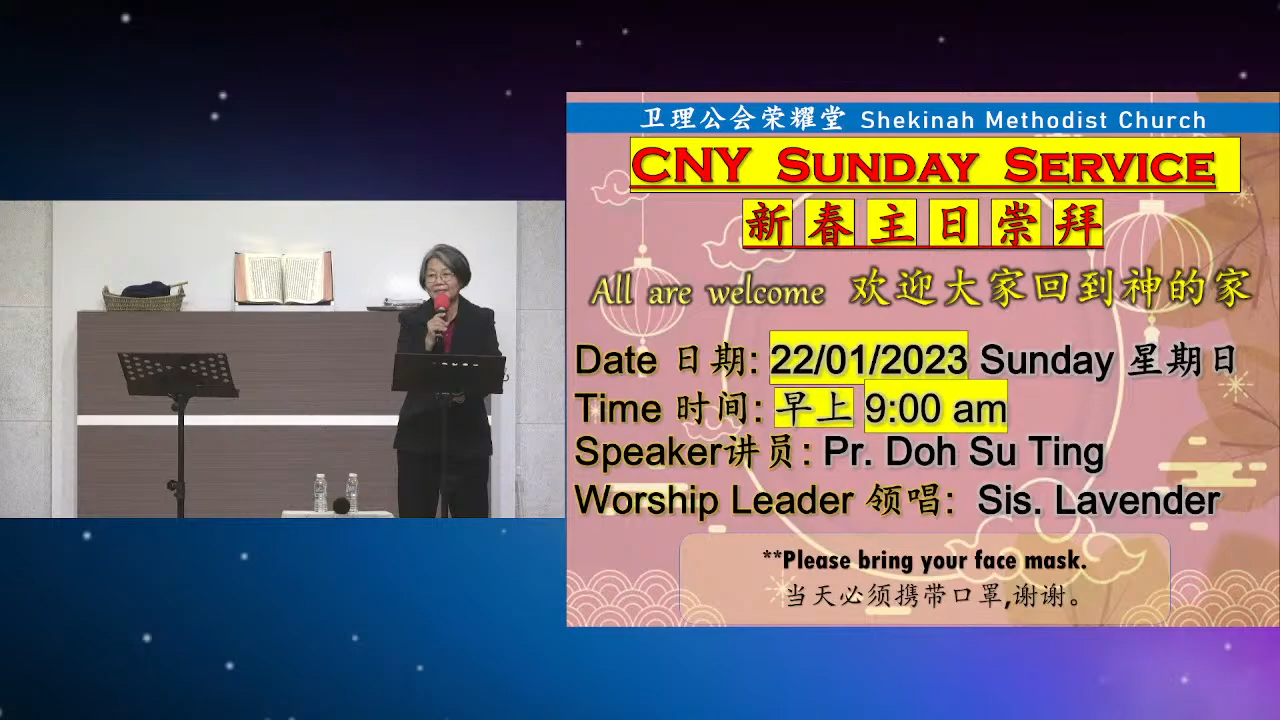 卫理公会荣耀堂 Shekinah Methodist Church
CNY Sunday Service
新春主日崇拜
All are welcome 欢迎大家回到神的家
Date 日期: 22/01/2023 Sunday 星期日
Time 时间: 早上 9:00 am
Speaker讲员: Pr. Doh Su Ting
Worship Leader 领唱: Sis. Lavender
**Please bring your face mask.
当天必须携带口罩,谢谢。